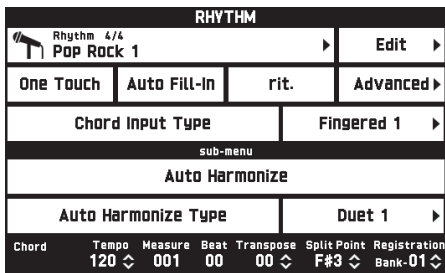 RHYTHM
Rhythm 4/4
Pop Rock 1 Edit
One Touch Auto Fill-In rit. Advanced
Chord Input Type Fingered 1
sub-menu
Auto Harmonize
Auto Harmonize Type Duet 1
Chord Tempo Measure Beat Transpose Split Point Registration
120 001 00 00 F#3 Bank-01